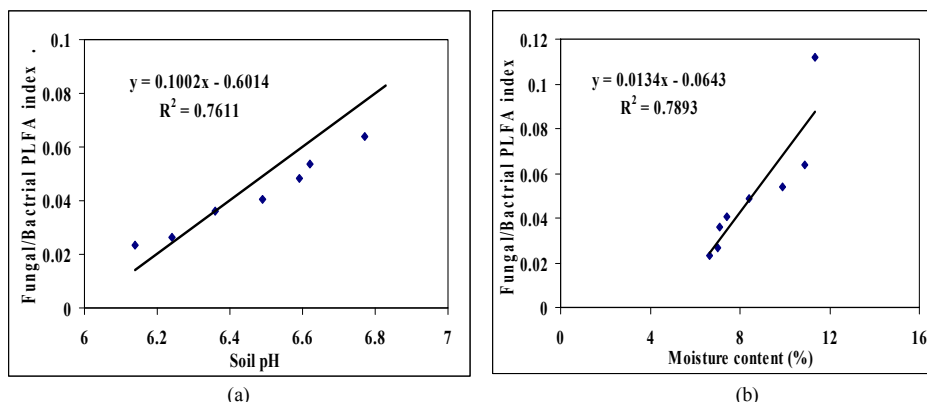 Fungal/Bactrial PLFA index .
0.1
0.08
0.06
0.04
0.02
0
y = 0.1002x - 0.6014
R² = 0.7611
6 6.2 6.4 6.6 6.8 7
Soil pH
(a)
Fungal/Bactrial PLFA index
0.12
0.1
0.08
0.06
0.04
0.02
0
y = 0.0134x - 0.0643
R² = 0.7893
0 4 8 12 16
Moisture content (%)
(b)